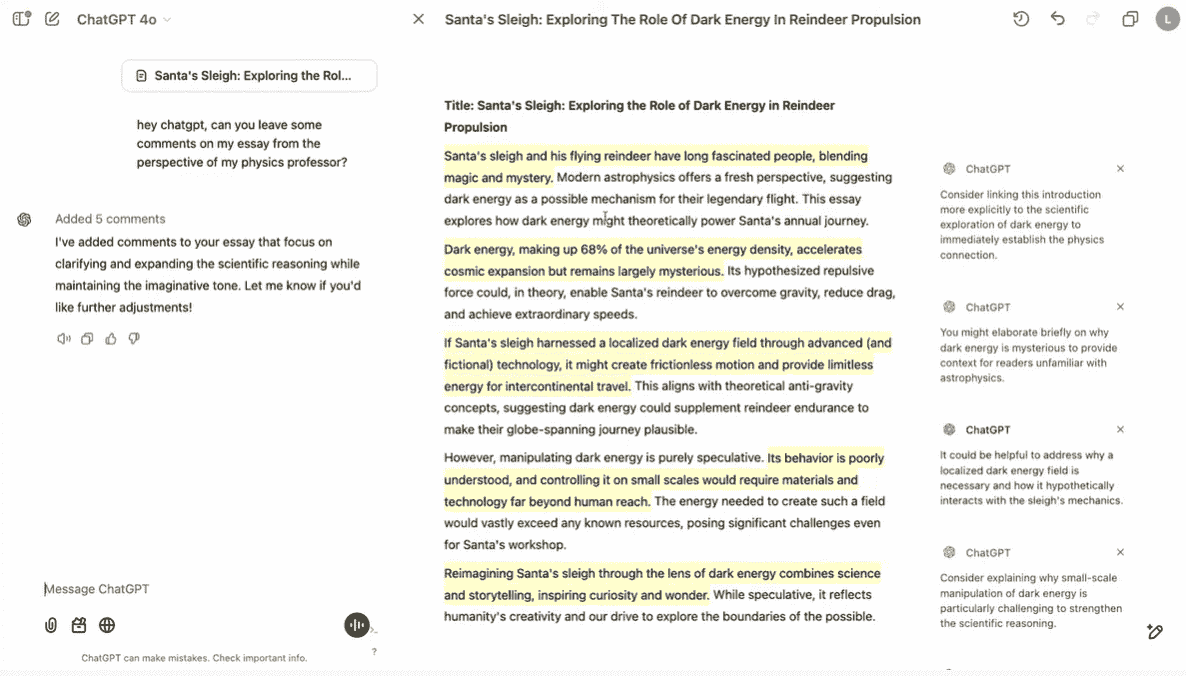 ChatGPT 4o
Santa's Sleigh: Exploring The Role Of Dark Energy In Reindeer Propulsion
L
Santa's Sleigh: Exploring the Rol...
hey chatgpt, can you leave some
comments on my essay from the
perspective of my physics professor?
Added 5 comments
I've added comments to your essay that focus on
clarifying and expanding the scientific reasoning while
maintaining the imaginative tone. Let me know if you'd
like further adjustments!
Message ChatGPT
ChatGPT can make mistakes. Check important info.
?
Title: Santa's Sleigh: Exploring the Role of Dark Energy in Reindeer
Propulsion
Santa's sleigh and his flying reindeer have long fascinated people, blending
magic and mystery. Modern astrophysics offers a fresh perspective, suggesting
dark energy as a possible mechanism for their legendary flight. This essay
explores how dark energy might theoretically power Santa's annual journey.
Dark energy, making up 68% of the universe's energy density, accelerates
cosmic expansion but remains largely mysterious. Its hypothesized repulsive
force could, in theory, enable Santa's reindeer to overcome gravity, reduce drag,
and achieve extraordinary speeds.
If Santa's sleigh harnessed a localized dark energy field through advanced (and
fictional) technology, it might create frictionless motion and provide limitless
energy for intercontinental travel. This aligns with theoretical anti-gravity
concepts, suggesting dark energy could supplement reindeer endurance to
make their globe-spanning journey plausible.
However, manipulating dark energy is purely speculative. Its behavior is poorly
understood, and controlling it on small scales would require materials and
technology far beyond human reach. The energy needed to create such a field
would vastly exceed any known resources, posing significant challenges even
for Santa's workshop.
Reimagining Santa's sleigh through the lens of dark energy combines science
and storytelling, inspiring curiosity and wonder. While speculative, it reflects
humanity's creativity and our drive to explore the boundaries of the possible.
ChatGPT
Consider linking this introduction
more explicitly to the scientific
exploration of dark energy to
immediately establish the physics
connection.
ChatGPT
You might elaborate briefly on why
dark energy is mysterious to provide
context for readers unfamiliar with
astrophysics.
ChatGPT
It could be helpful to address why a
localized dark energy field is
necessary and how it hypothetically
interacts with the sleigh's mechanics.
ChatGPT
Consider explaining why small-scale
manipulation of dark energy is
particularly challenging to strengthen
the scientific reasoning.